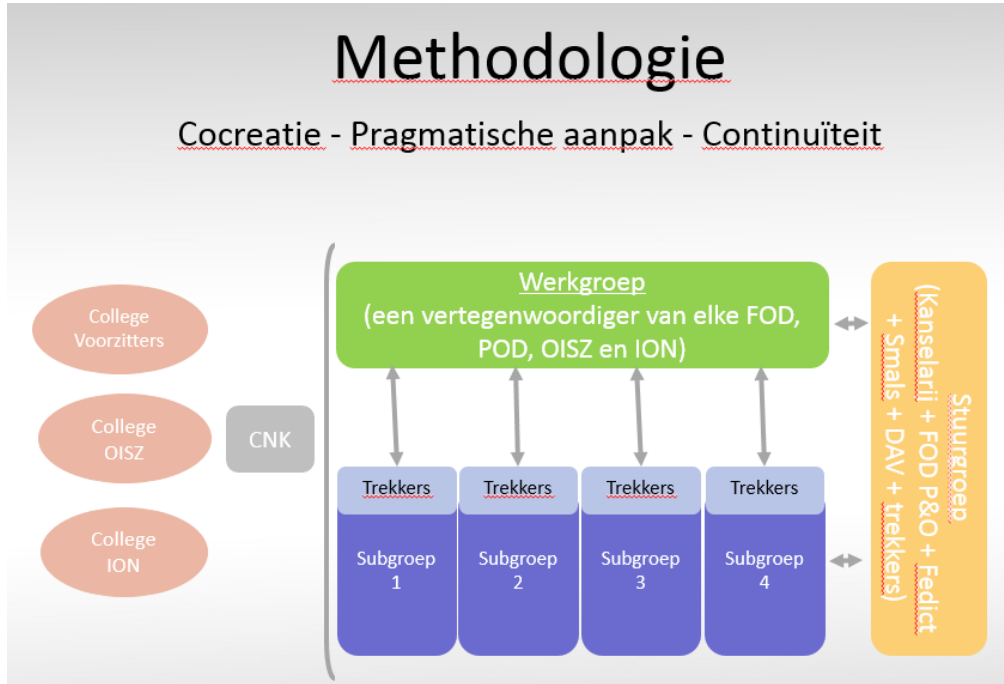 Methodologie
Cocreatie - Pragmatische aanpak - Continuïteit
College
Voorzitters
College
OISZ
College
ION
CNK
Werkgroep
(een vertegenwoordiger van elke FOD,
POD, OISZ en ION)
Trekkers
Trekkers
Trekkers
Trekkers
Subgroep
1
Subgroep
2
Subgroep
3
Subgroep
4
Stuurgroep
(Kanselarij + FOD P&O + Fedict
+ Smals + DAV + trekkers)